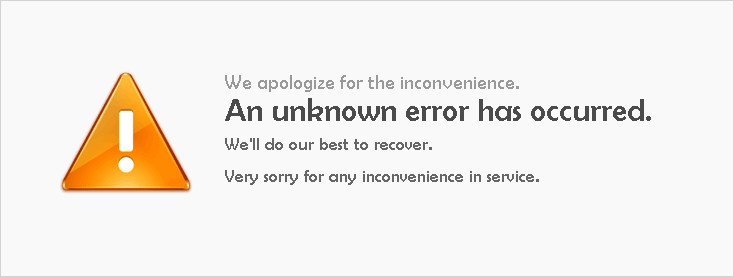 We apologize for the inconvenience.
An unknown error has occurred.
We'll do our best to recover.
Very sorry for any inconvenience in service.